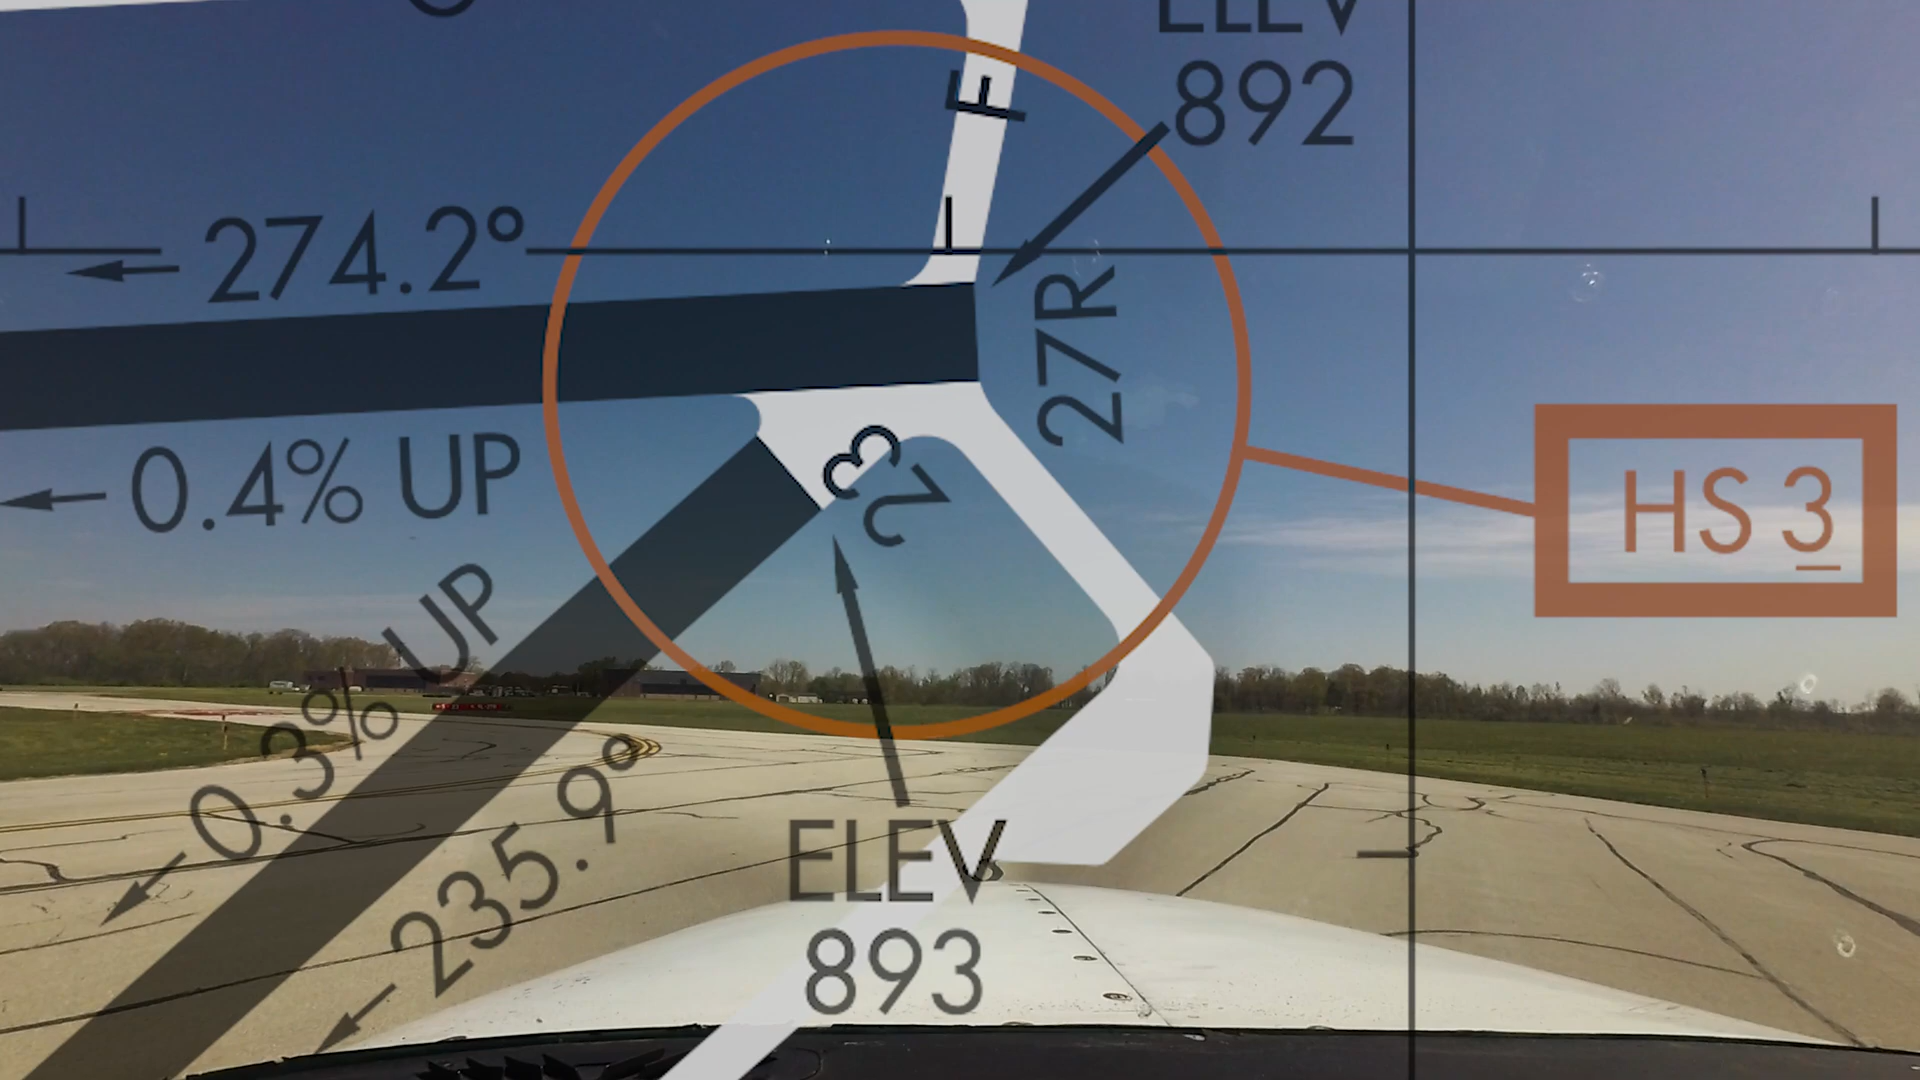 ELEV
892
F
274.2°
27R
0.4% UP
23
HS 3
0.3% UP
235.9°
ELEV
893